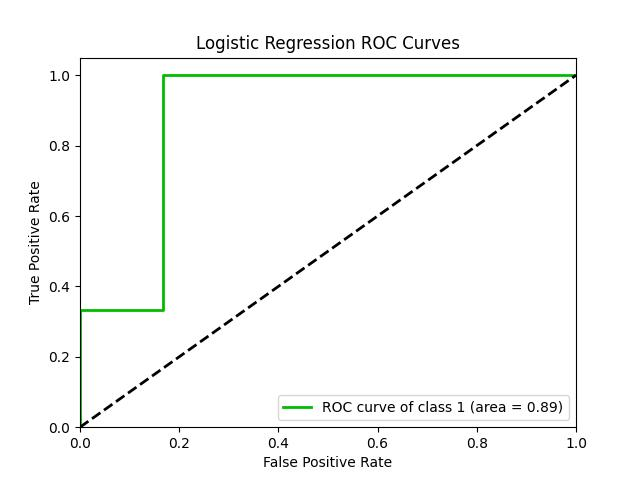 Logistic Regression ROC Curves
1.0
0.8
0.6
0.4
0.2
0.0
True Positive Rate
ROC curve of class 1 (area = 0.89)
0.0 0.2 0.4 0.6 0.8 1.0
False Positive Rate